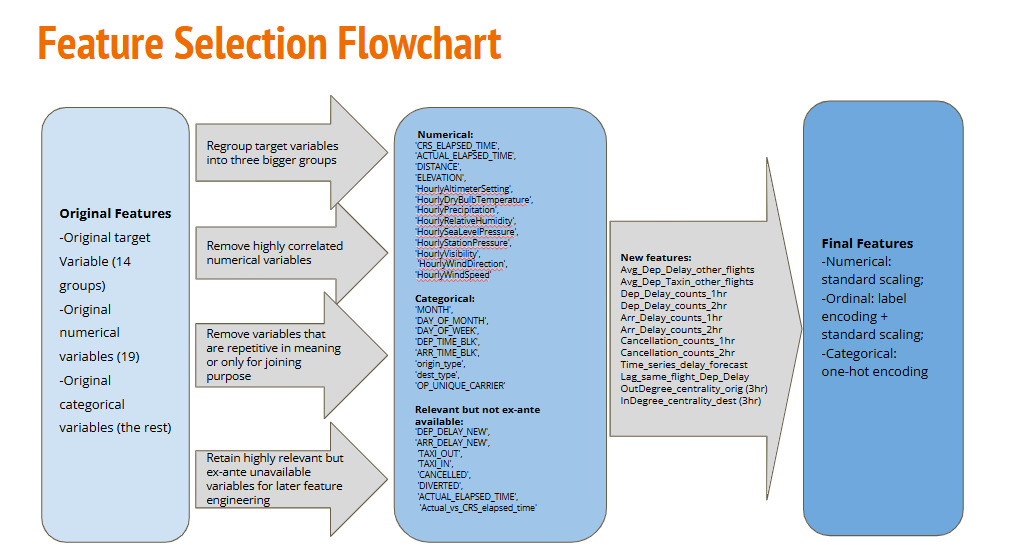 Feature Selection Flowchart
Original Features
-Original target
Variable (14
groups)
-Original
numerical
variables (19)
-Original
categorical
variables (the rest)
Regroup target variables
into three bigger groups
Remove highly correlated
numerical variables
Remove variables that
are repetitive in meaning
or only for joining
purpose
Retain highly relevant but
ex-ante unavailable
variables for later feature
engineering
Numerical:
'CRS_ELAPSED_TIME',
'ACTUAL_ELAPSED_TIME',
'DISTANCE',
'ELEVATION',
'HourlyAltimeterSetting',
'HourlyDryBulbTemperature',
'HourlyPrecipitation',
'HourlyRelativeHumidity',
'HourlySeaLevelPressure',
'HourlyStationPressure',
'HourlyVisibility',
'HourlyWindDirection',
'HourlyWindSpeed'
Categorical:
'MONTH',
'DAY_OF_MONTH',
'DAY_OF_WEEK',
'DEP_TIME_BLK',
'ARR_TIME_BLK',
'origin_type',
'dest_type',
'OP_UNIQUE_CARRIER'
Relevant but not ex-ante
available:
'DEP_DELAY_NEW',
'ARR_DELAY_NEW',
'TAXI_OUT',
'TAXI_IN',
'CANCELLED',
'DIVERTED',
'ACTUAL_ELAPSED_TIME',
'Actual_vs_CRS_elapsed_time'
New features:
Avg_Dep_Delay_other_flights
Avg_Dep_Taxin_other_flights
Dep_Delay_counts_1hr
Dep_Delay_counts_2hr
Arr_Delay_counts_1hr
Arr_Delay_counts_2hr
Cancellation_counts_1hr
Cancellation_counts_2hr
Time_series_delay_forecast
Lag_same_flight_Dep_Delay
OutDegree_centrality_orig (3hr)
InDegree_centrality_dest (3hr)
Final Features
-Numerical:
standard scaling;
-Ordinal: label
encoding +
standard scaling;
-Categorical:
one-hot encoding